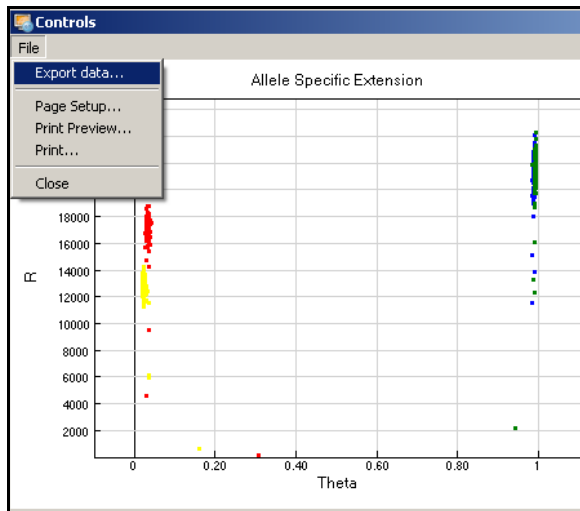 Controls
File
Export data...
Page Setup...
Print Preview...
Print...
Close
Allele Specific Extension
18000
16000
14000
12000
10000
8000
6000
4000
2000
R
0 0.20 0.40 0.60 0.80 1
Theta